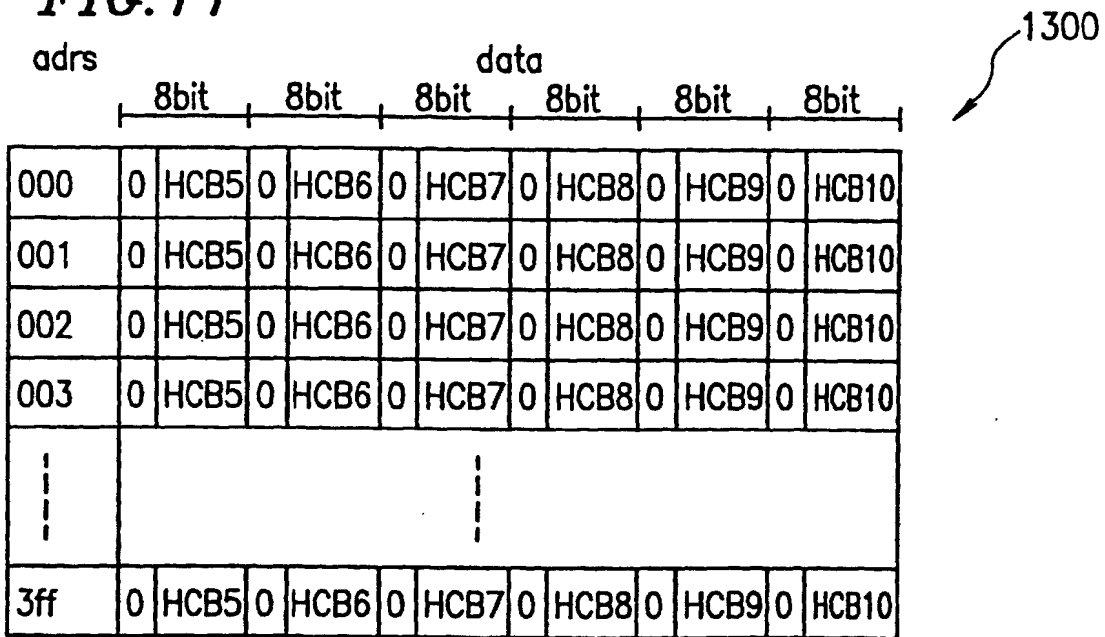 adrs data 1300
8bit 8bit 8bit 8bit 8bit 8bit
000 0 HCB5 0 HCB6 0 HCB7 0 HCB8 0 HCB9 0 HCB10
001 0 HCB5 0 HCB6 0 HCB7 0 HCB8 0 HCB9 0 HCB10
002 0 HCB5 0 HCB6 0 HCB7 0 HCB8 0 HCB9 0 HCB10
003 0 HCB5 0 HCB6 0 HCB7 0 HCB8 0 HCB9 0 HCB10
3ff 0 HCB5 0 HCB6 0 HCB7 0 HCB8 0 HCB9 0 HCB10